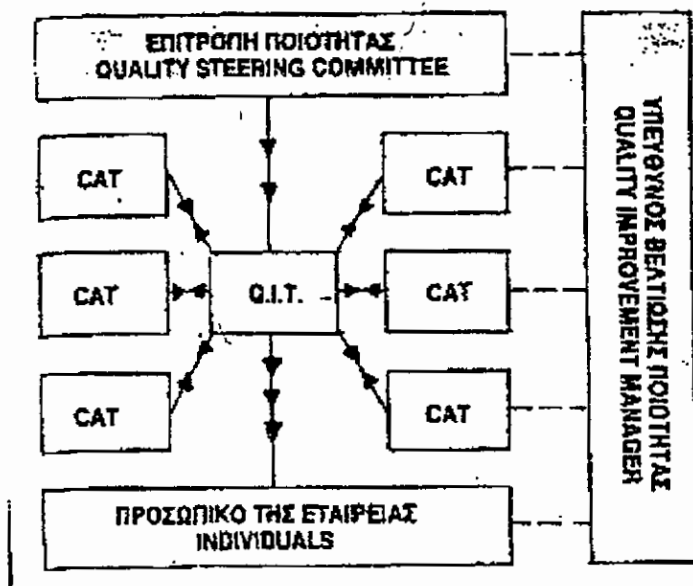 ΕΠΙΤΡΟΠΗ ΠΟΙΟΤΗΤΑΣ
QUALITY STEERING COMMITTEE
CAT
CAT
CAT
Q.I.T.
CAT
CAT
CAT
ΠΡΟΣΩΠΙΚΟ ΤΗΣ ΕΤΑΙΡΕΙΑΣ
INDIVIDUALS
ΥΠΕΥΘΥΝΟΣ ΒΕΛΤΙΩΣΗΣ ΠΟΙΟΤΗΤΑΣ
QUALITY IMPROVEMENT MANAGER